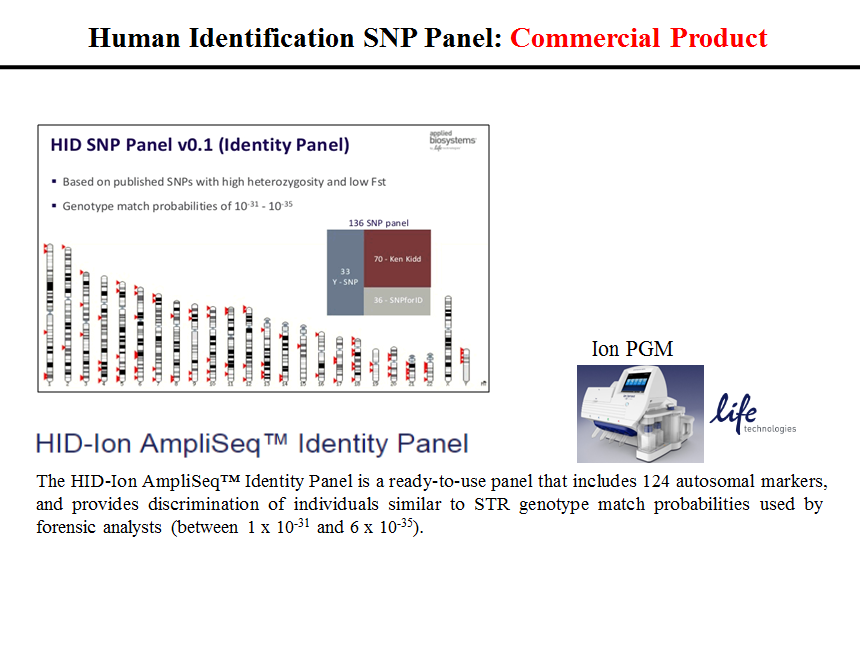 Human Identification SNP Panel: Commercial Product
HID SNP Panel v0.1 (Identity Panel)
applied
biosystems
by life technologies
▪ Based on published SNPs with high heterozygosity and low Fst
▪ Genotype match probabilities of 10⁻³¹ - 10⁻³⁵
136 SNP panel
33
Y - SNP
70 - Ken Kidd
36 - SNPforID
Ion PGM
life
technologies
HID-Ion AmpliSeq™ Identity Panel
The HID-Ion AmpliSeq™ Identity Panel is a ready-to-use panel that includes 124 autosomal markers,
and provides discrimination of individuals similar to STR genotype match probabilities used by
forensic analysts (between 1 x 10⁻³¹ and 6 x 10⁻³⁵).